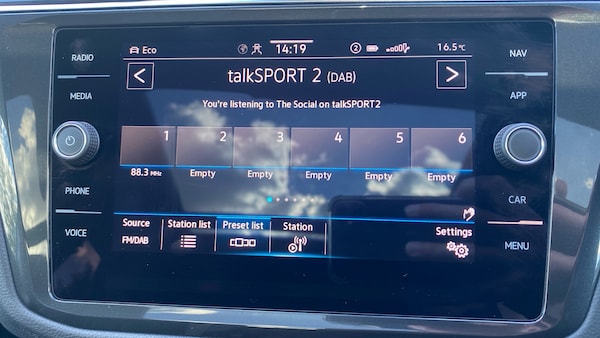 RADIO
MEDIA
PHONE
VOICE
Eco
14:19
2
16.5°C
<
talkSPORT 2 (DAB)
>
You're listening to The Social on talkSPORT2
1 2 3 4 5 6
88.3 MHz Empty Empty Empty Empty Empty
Source Station list Preset list Station Settings
FM/DAB
NAV
APP
CAR
MENU